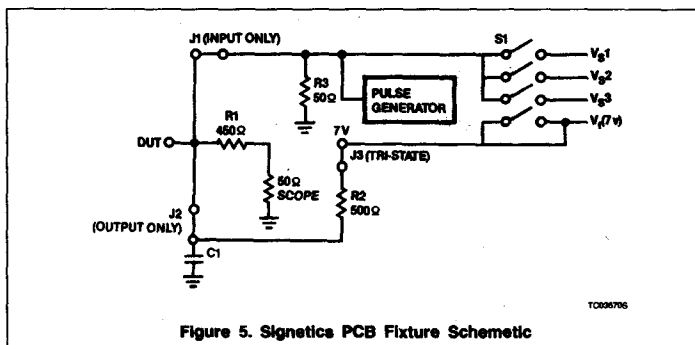 J1 (INPUT ONLY)
S1
VS1
VS2
VS3
Vt(7v)
R3
50Ω
PULSE
GENERATOR
R1
450Ω
7V
J3 (TRI-STATE)
DUT
50Ω
SCOPE
R2
500Ω
J2
(OUTPUT ONLY)
C1
TC03670S
Figure 5. Signetics PCB Fixture Schemetic